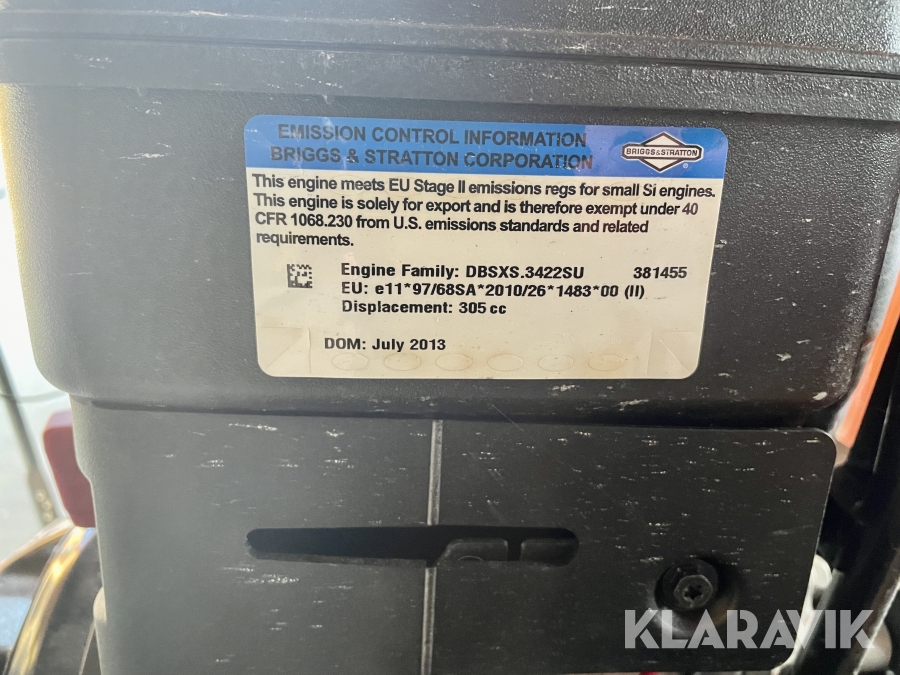 EMISSION CONTROL INFORMATION
BRIGGS & STRATTON CORPORATION
BRIGGS&STRATTON
This engine meets EU Stage II emissions regs for small Si engines.
This engine is solely for export and is therefore exempt under 40
CFR 1068.230 from U.S. emissions standards and related
requirements.
Engine Family: DBSXS.3422SU 381455
EU: e11*97/68SA*2010/26*1483*00 (II)
Displacement: 305 cc
DOM: July 2013
KLARAVIK